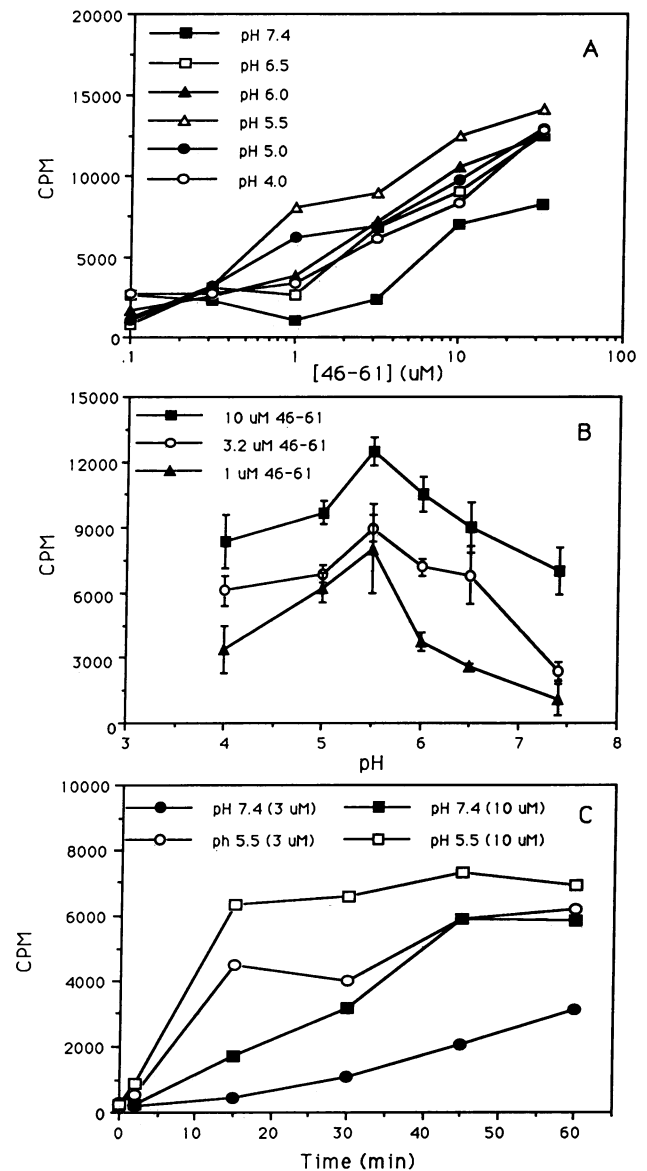 20000
15000
10000
5000
0
CPM
pH 7.4
pH 6.5
pH 6.0
pH 5.5
pH 5.0
pH 4.0
A
.1
1
10
100
[46-61] (uM)
15000
12000
9000
6000
3000
0
CPM
10 uM 46-61
3.2 uM 46-61
1 uM 46-61
B
3
4
5
6
7
8
pH
10000
8000
6000
4000
2000
0
CPM
pH 7.4 (3 uM)
pH 7.4 (10 uM)
ph 5.5 (3 uM)
pH 5.5 (10 uM)
C
0
10
20
30
40
50
60
Time (min)